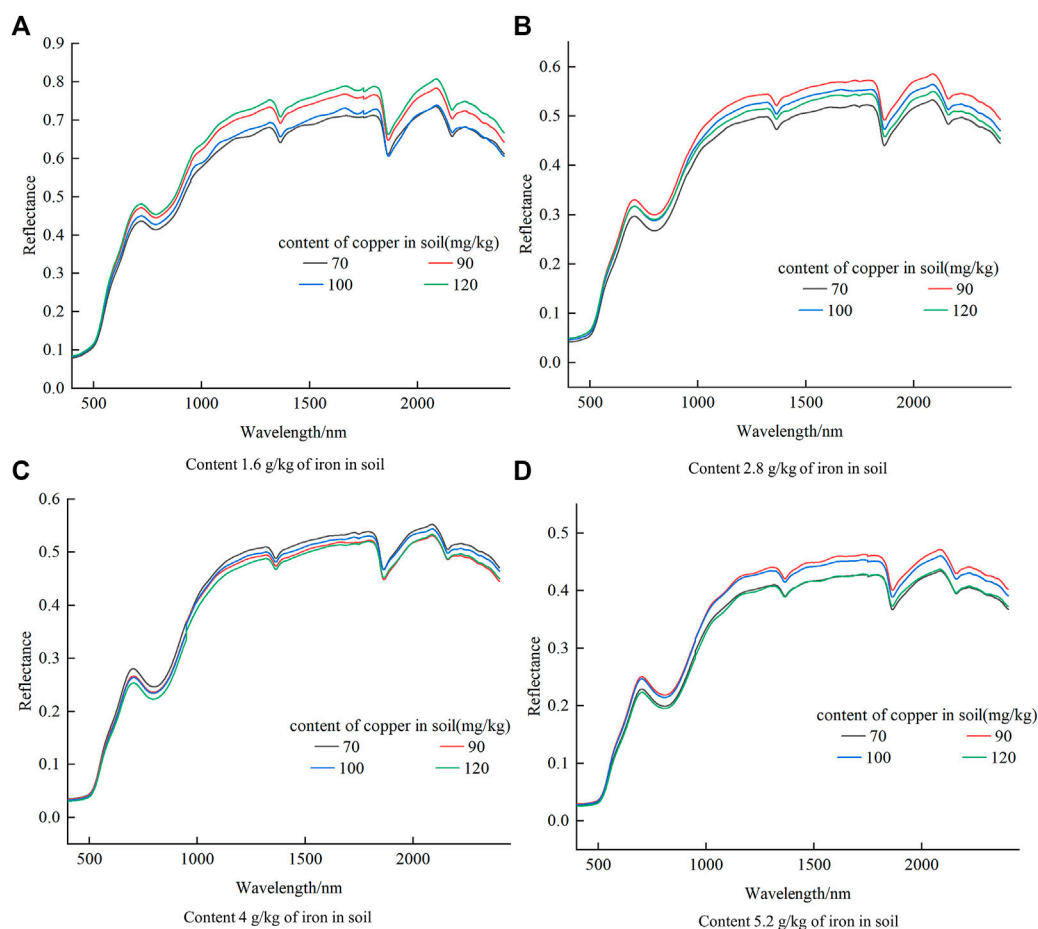 A
0.9
0.8
0.7
0.6
0.5
0.4
0.3
0.2
0.1
0.0
Reflectance
content of copper in soil(mg/kg)
70 90
100 120
500 1000 1500 2000
Wavelength/nm
Content 1.6 g/kg of iron in soil
B
0.6
0.5
0.4
0.3
0.2
0.1
0.0
Reflectance
content of copper in soil(mg/kg)
70 90
100 120
500 1000 1500 2000
Wavelength/nm
Content 2.8 g/kg of iron in soil
C
0.6
0.5
0.4
0.3
0.2
0.1
0.0
Reflectance
content of copper in soil(mg/kg)
70 90
100 120
500 1000 1500 2000
Wavelength/nm
Content 4 g/kg of iron in soil
D
0.5
0.4
0.3
0.2
0.1
0.0
Reflectance
content of copper in soil(mg/kg)
70 90
100 120
500 1000 1500 2000
Wavelength/nm
Content 5.2 g/kg of iron in soil